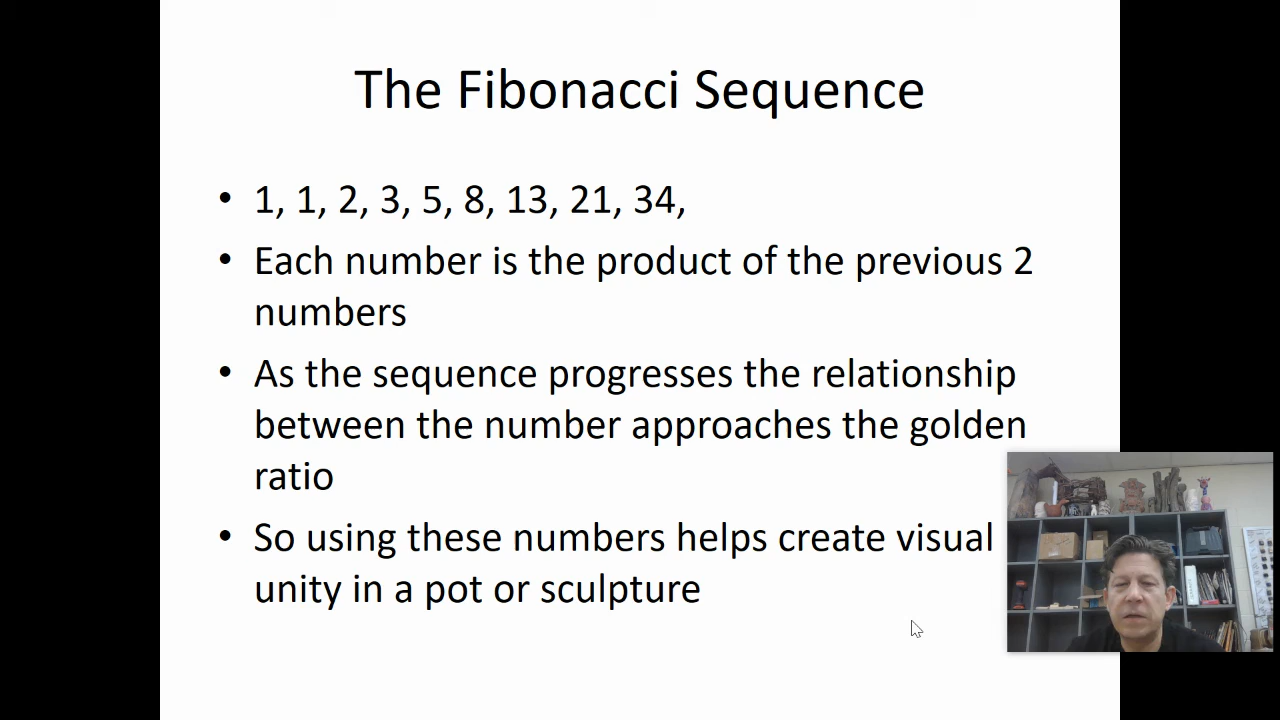 The Fibonacci Sequence
• 1, 1, 2, 3, 5, 8, 13, 21, 34,
• Each number is the product of the previous 2
numbers
• As the sequence progresses the relationship
between the number approaches the golden
ratio
• So using these numbers helps create visual
unity in a pot or sculpture